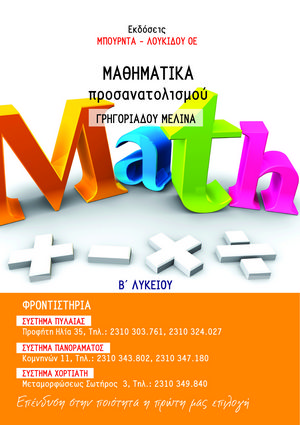 Εκδόσεις
ΜΠΟΥΡΝΤΑ - ΛΟΥΚΙΔΟΥ ΟΕ
ΜΑΘΗΜΑΤΙΚΑ
προσανατολισμού
ΓΡΗΓΟΡΙΑΔΟΥ ΜΕΛΙΝΑ
Math
Β΄ ΛΥΚΕΙΟΥ
ΦΡΟΝΤΙΣΤΗΡΙΑ
ΣΥΣΤΗΜΑ ΠΥΛΑΙΑΣ
Προφήτη Ηλία 35, Τηλ.: 2310 303.761, 2310 324.027
ΣΥΣΤΗΜΑ ΠΑΝΟΡΑΜΑΤΟΣ
Κομνηνών 11, Τηλ.: 2310 343.802, 2310 347.180
ΣΥΣΤΗΜΑ ΧΟΡΤΙΑΤΗ
Μεταμορφώσεως Σωτήρος 3, Τηλ.: 2310 349.840
Επένδυση στην ποιότητα η πρώτη μας επιλογή